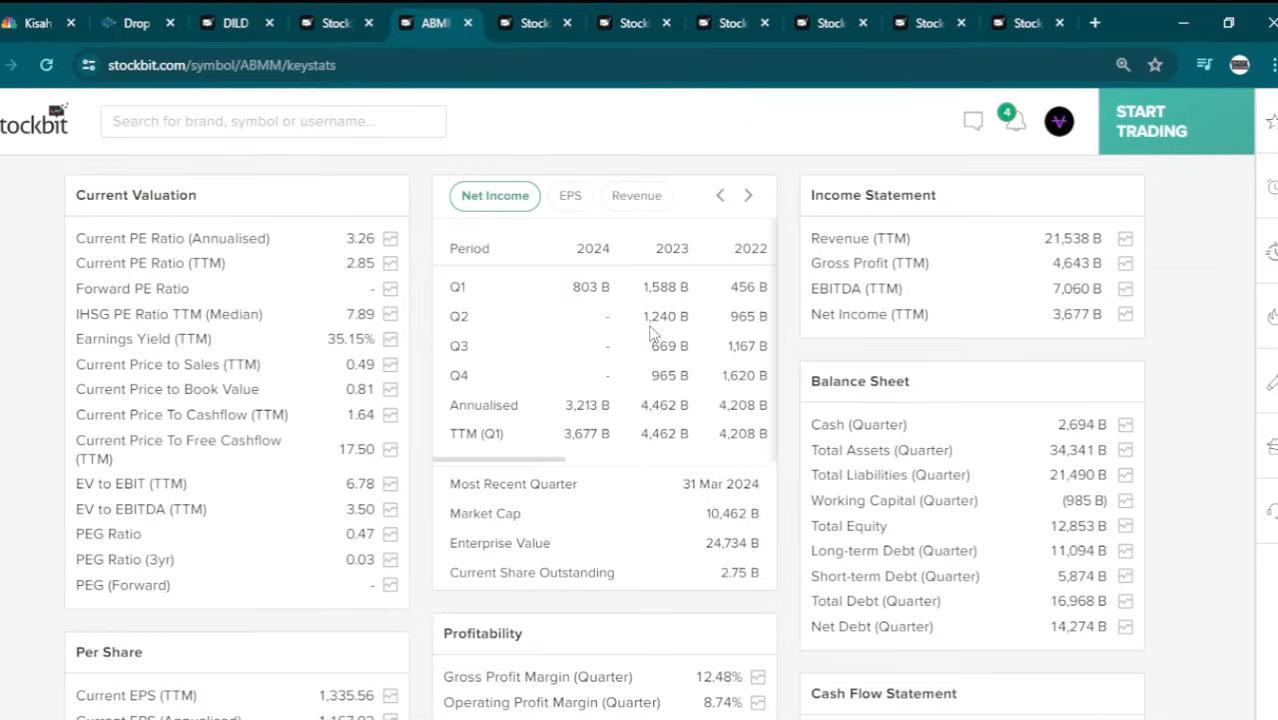 Kisah
Drop
DILD
Stock
ABMI
Stock
Stock
Stock
Stock
Stock
Stock
stockbit.com/symbol/ABMM/keystats
tockbit
Search for brand, symbol or username...
4
START
TRADING
Current Valuation
Current PE Ratio (Annualised) 3.26
Current PE Ratio (TTM) 2.85
Forward PE Ratio -
IHSG PE Ratio TTM (Median) 7.89
Earnings Yield (TTM) 35.15%
Current Price to Sales (TTM) 0.49
Current Price to Book Value 0.81
Current Price To Cashflow (TTM) 1.64
Current Price To Free Cashflow
(TTM) 17.50
EV to EBIT (TTM) 6.78
EV to EBITDA (TTM) 3.50
PEG Ratio 0.47
PEG Ratio (3yr) 0.03
PEG (Forward) -
Per Share
Current EPS (TTM) 1,335.56
Net Income EPS Revenue
Period 2024 2023 2022
Q1 803 B 1,588 B 456 B
Q2 - 1,240 B 965 B
Q3 - 669 B 1,167 B
Q4 - 965 B 1,620 B
Annualised 3,213 B 4,462 B 4,208 B
TTM (Q1) 3,677 B 4,462 B 4,208 B
Most Recent Quarter 31 Mar 2024
Market Cap 10,462 B
Enterprise Value 24,734 B
Current Share Outstanding 2.75 B
Profitability
Gross Profit Margin (Quarter) 12.48%
Operating Profit Margin (Quarter) 8.74%
Income Statement
Revenue (TTM) 21,538 B
Gross Profit (TTM) 4,643 B
EBITDA (TTM) 7,060 B
Net Income (TTM) 3,677 B
Balance Sheet
Cash (Quarter) 2,694 B
Total Assets (Quarter) 34,341 B
Total Liabilities (Quarter) 21,490 B
Working Capital (Quarter) (985 B)
Total Equity 12,853 B
Long-term Debt (Quarter) 11,094 B
Short-term Debt (Quarter) 5,874 B
Total Debt (Quarter) 16,968 B
Net Debt (Quarter) 14,274 B
Cash Flow Statement